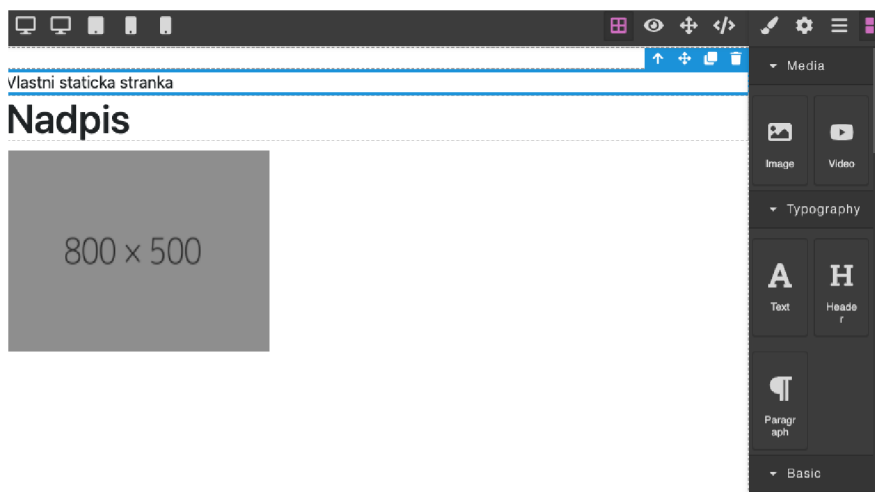 Media
Vlastni staticka stranka
Nadpis
Image
Video
Typography
800 × 500
Text
Heade
r
Paragr
aph
Basic